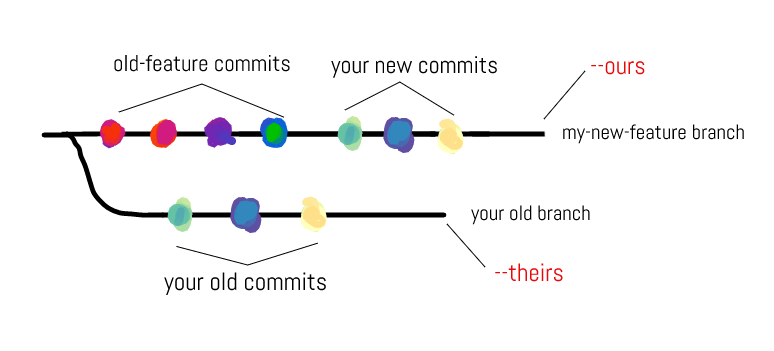 old-feature commits
your new commits
--ours
my-new-feature branch
your old branch
--theirs
your old commits